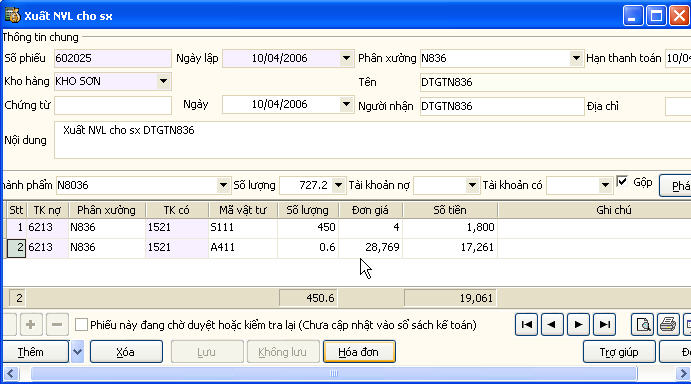 Xuất NVL cho sx
Thông tin chung
Số phiếu 602025 Ngày lập 10/04/2006 Phân xưởng N836 Hạn thanh toán 10/04
Kho hàng KHO SƠN Tên DTGTN836
Chứng từ Ngày 10/04/2006 Người nhận DTGTN836 Địa chỉ
Nội dung Xuất NVL cho sx DTGTN836
hành phẩm N8036 Số lượng 727.2 Tài khoản nợ Tài khoản có Gộp Phá
Stt TK nợ Phân xưởng TK có Mã vật tư Số lượng Đơn giá Số tiền Ghi chú
1 6213 N836 1521 S111 450 4 1,800
2 6213 N836 1521 A411 0.6 28,769 17,261
2 450.6 19,061
Phiếu này đang chờ duyệt hoặc kiểm tra lại (Chưa cập nhật vào sổ sách kế toán)
Thêm Xóa Lưu Không lưu Hóa đơn Trợ giúp Đó